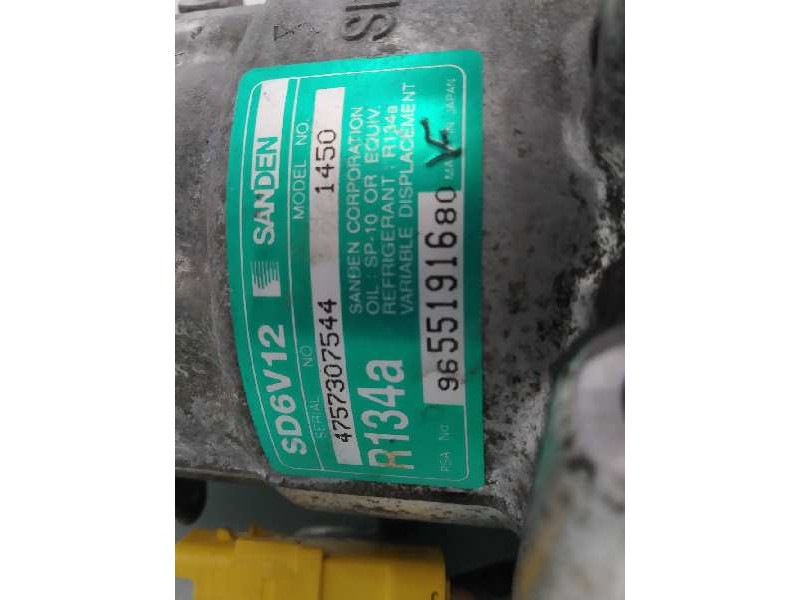 SD6V12 SANDEN
SERIAL NO MODEL NO.
4757307544 1450
R134a
SANDEN CORPORATION
OIL : SP-10 OR EQUIV.
REFRIGERANT : R134a
VARIABLE DISPLACEMENT
PSA No 9655191680 IN JAPAN